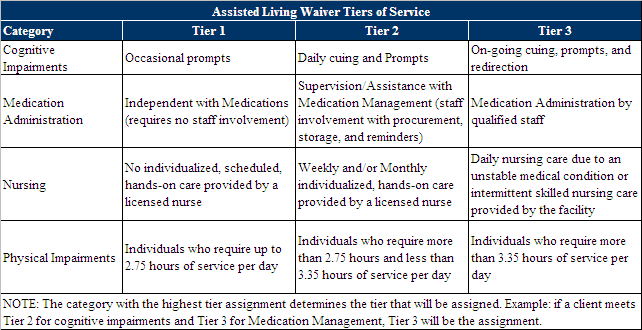 Assisted Living Waiver Tiers of Service
Category Tier 1 Tier 2 Tier 3
Cognitive
Impairments
Occasional prompts
Daily cuing and Prompts
On-going cuing, prompts, and
redirection
Medication
Administration
Independent with Medications
(requires no staff involvement)
Supervision/Assistance with
Medication Management (staff
involvement with procurement,
storage, and reminders)
Medication Administration by
qualified staff
Nursing
No individualized, scheduled,
hands-on care provided by a
licensed nurse
Weekly and/or Monthly
individualized, hands-on care
provided by a licensed nurse
Daily nursing care due to an
unstable medical condition or
intermittent skilled nursing care
provided by the facility
Physical Impairments
Individuals who require up to
2.75 hours of service per day
Individuals who require more
than 2.75 hours and less than
3.35 hours of service per day
Individuals who require more
than 3.35 hours of service per
day
NOTE: The category with the highest tier assignment determines the tier that will be assigned. Example: if a client meets
Tier 2 for cognitive impairments and Tier 3 for Medication Management, Tier 3 will be the assignment.